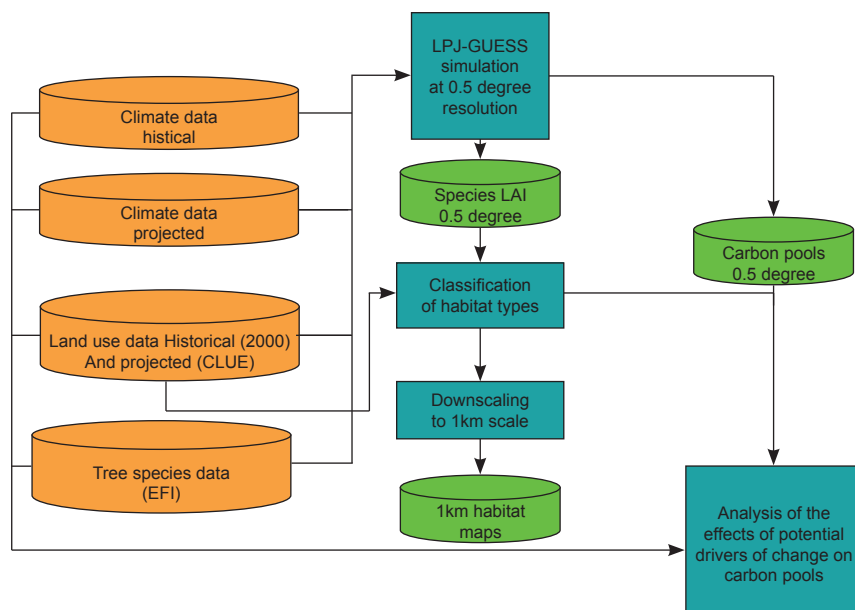 LPJ-GUESS
simulation
at 0.5 degree
resolution
Climate data
histical
Climate data
projected
Species LAI
0.5 degree
Carbon pools
0.5 degree
Land use data Historical (2000)
And projected (CLUE)
Classification
of habitat types
Downscaling
to 1km scale
Tree species data
(EFI)
1km habitat
maps
Analysis of the
effects of potential
drivers of change on
carbon pools